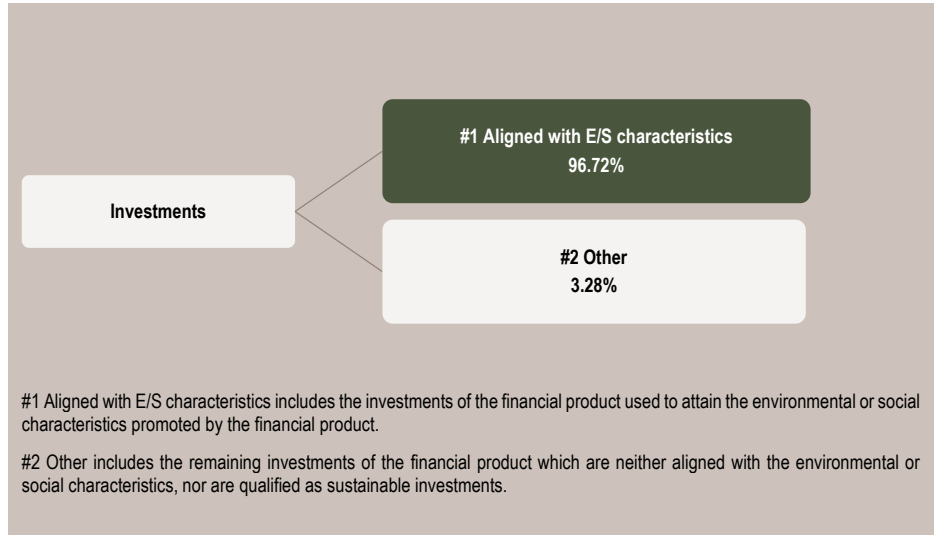 #1 Aligned with E/S characteristics
96.72%
Investments
#2 Other
3.28%
#1 Aligned with E/S characteristics includes the investments of the financial product used to attain the environmental or social
characteristics promoted by the financial product.
#2 Other includes the remaining investments of the financial product which are neither aligned with the environmental or
social characteristics, nor are qualified as sustainable investments.